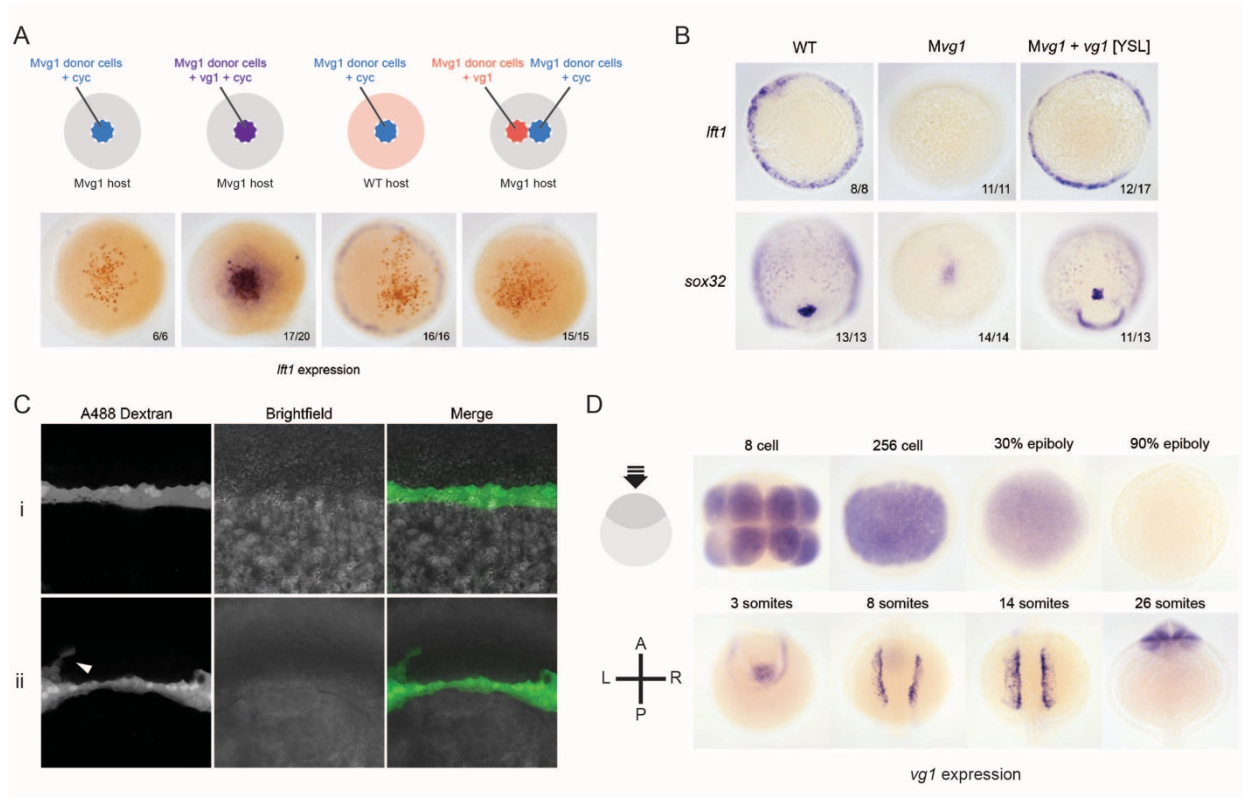 A
Mvg1 donor cells
+ cyc
Mvg1 donor cells
+ vg1 + cyc
Mvg1 donor cells
+ cyc
Mvg1 donor cells
+ vg1
Mvg1 donor cells
+ cyc
Mvg1 host
Mvg1 host
WT host
Mvg1 host
6/6
17/20
16/16
15/15
lft1 expression
B
WT
Mvg1
Mvg1 + vg1 [YSL]
lft1
8/8
11/11
12/17
sox32
13/13
14/14
11/13
C
A488 Dextran
Brightfield
Merge
i
ii
D
8 cell
256 cell
30% epiboly
90% epiboly
3 somites
8 somites
14 somites
26 somites
A
L
R
P
vg1 expression